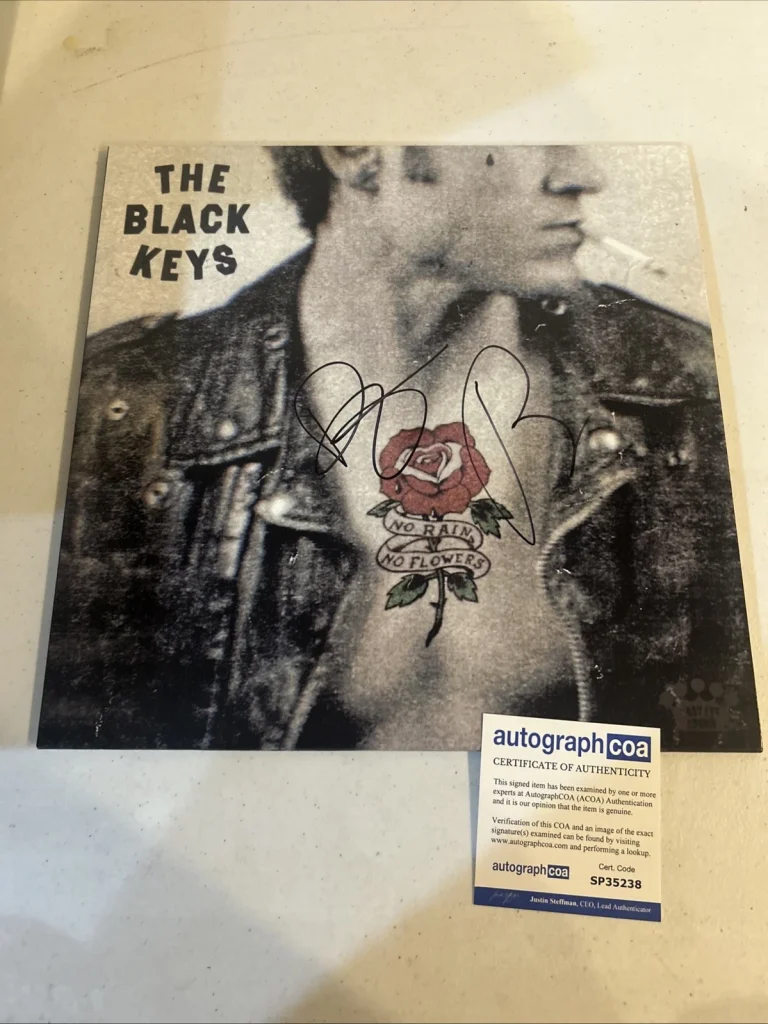 THE
BLACK
KEYS
NO RAIN,
NO FLOWERS
autographcoa
CERTIFICATE OF AUTHENTICITY
This signed item has been examined by one or more
experts at AutographCOA (ACOA) Authentication
and it is our opinion that the item is genuine.
Verification of this COA and an image of the exact
signature(s) examined can be found by visiting
www.autographcoa.com and performing a lookup.
autographcoa
Cert. Code
SP35238
Justin Steffman, CEO, Lead Authenticator